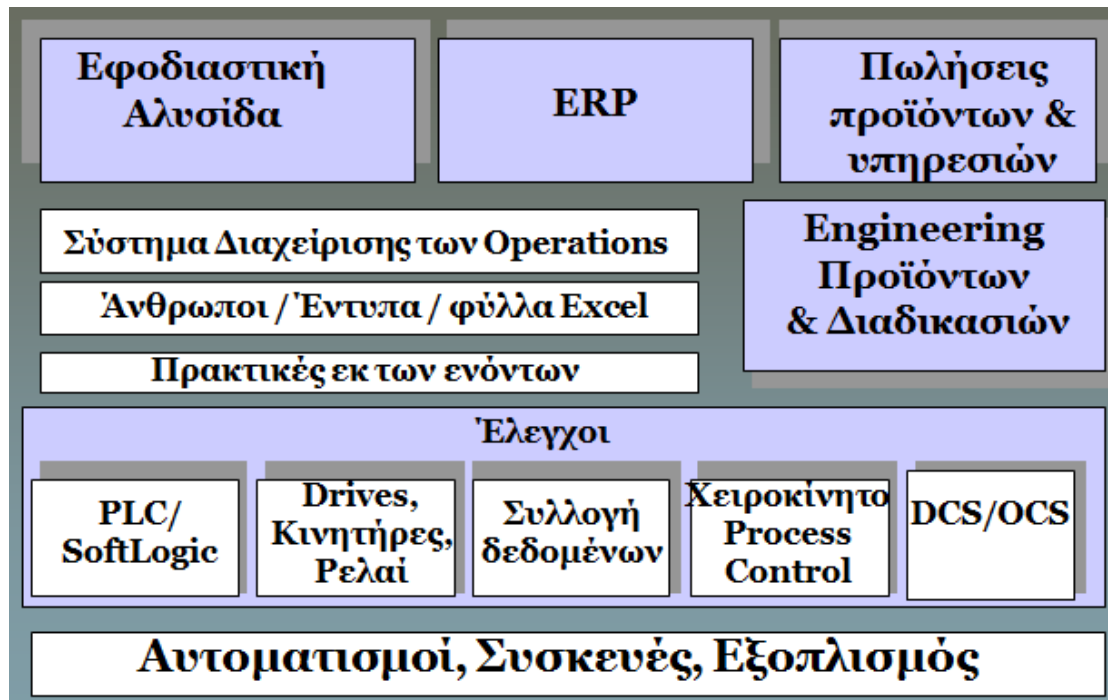 Εφοδιαστική
Αλυσίδα
ERP
Πωλήσεις
προϊόντων &
υπηρεσιών
Σύστημα Διαχείρισης των Operations
Άνθρωποι / Έντυπα / φύλλα Excel
Πρακτικές εκ των ενόντων
Engineering
Προϊόντων
& Διαδικασιών
Έλεγχοι
PLC/
SoftLogic
Drives,
Κινητήρες,
Ρελαί
Συλλογή
δεδομένων
Χειροκίνητο
Process
Control
DCS/OCS
Αυτοματισμοί, Συσκευές, Εξοπλισμός